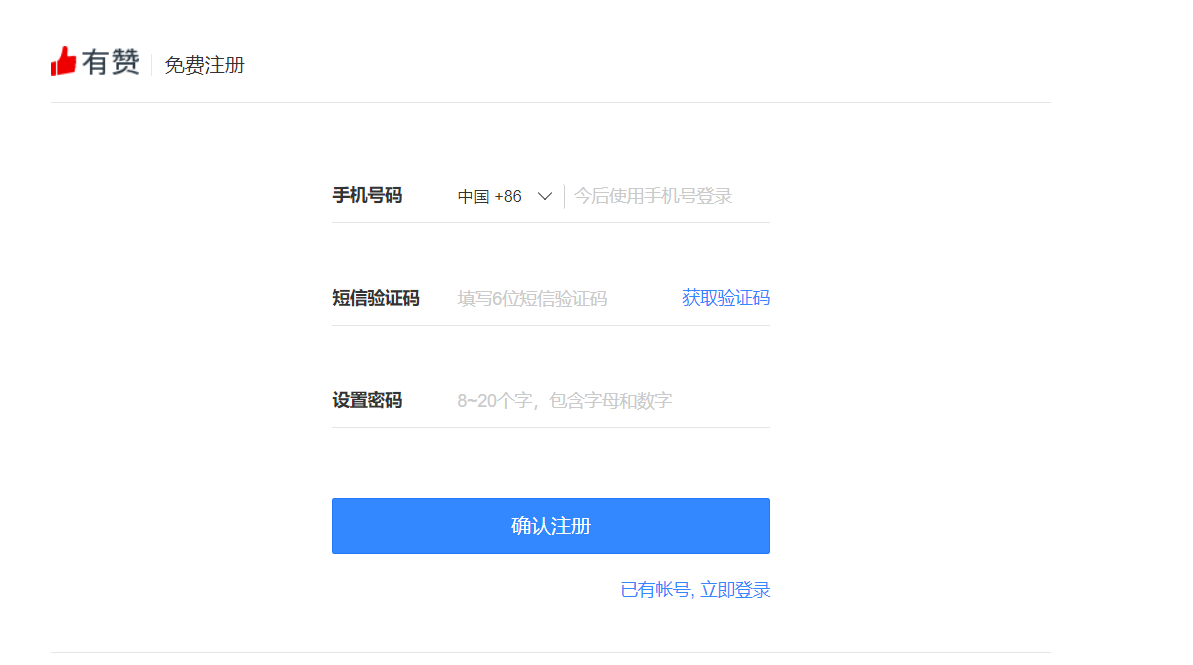 有赞 免费注册
手机号码 中国 +86 今后使用手机号登录
短信验证码 填写6位短信验证码 获取验证码
设置密码 8~20个字，包含字母和数字
确认注册
已有帐号, 立即登录